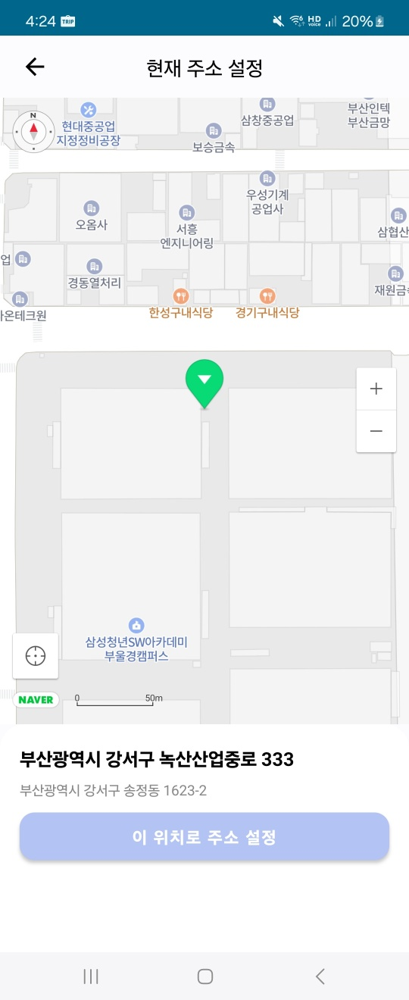 4:24 TRIP HD voice 20%
현재 주소 설정
N
현대중공업
지정정비공장
보승금속
삼창중공업
부산인텍
부산금망
오옴사
서흥
엔지니어링
우성기계
공업사
삼협산
업
경동열처리
재원금속
온테크원
한성구내식당
경기구내식당
+
−
삼성청년SW아카데미
부울경캠퍼스
NAVER
0 50m
부산광역시 강서구 녹산산업중로 333
부산광역시 강서구 송정동 1623-2
이 위치로 주소 설정